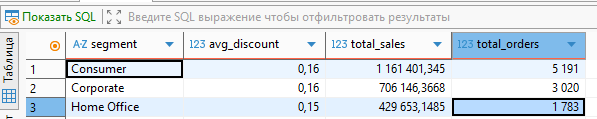 Показать SQL Введите SQL выражение чтобы отфильтровать результаты
Таблица
A-Z segment 123 avg_discount 123 total_sales 123 total_orders
1 Consumer 0,16 1 161 401,345 5 191
2 Corporate 0,16 706 146,3668 3 020
3 Home Office 0,15 429 653,1485 1 783